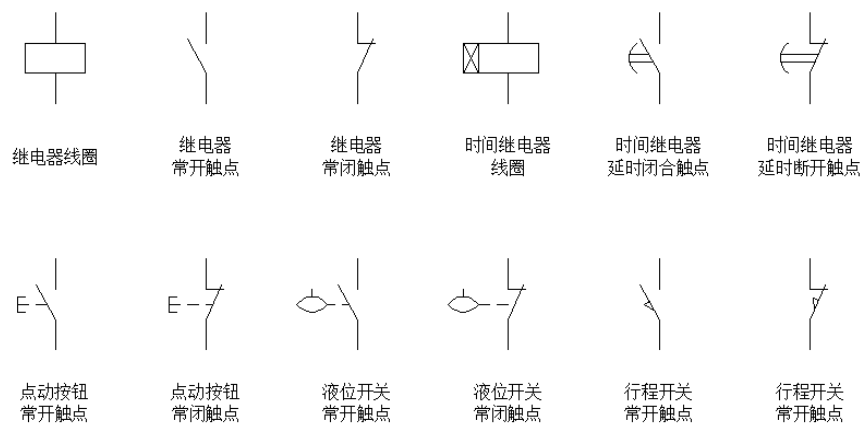 继电器线圈
继电器
常开触点
继电器
常闭触点
时间继电器
线圈
时间继电器
延时闭合触点
时间继电器
延时断开触点
点动按钮
常开触点
点动按钮
常闭触点
液位开关
常开触点
液位开关
常闭触点
行程开关
常开触点
行程开关
常闭触点